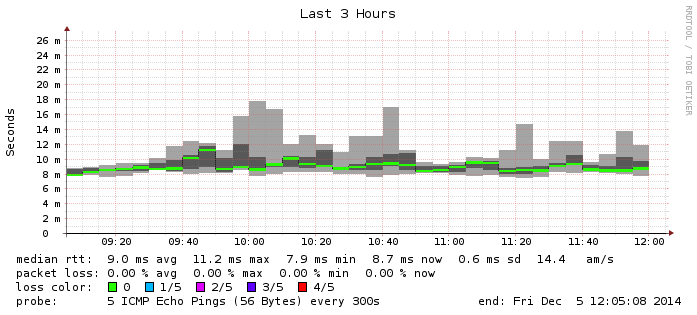 Last 3 Hours
RRDTOOL / TOBI OETIKER
Seconds
26 m
24 m
22 m
20 m
18 m
16 m
14 m
12 m
10 m
8 m
6 m
4 m
2 m
0
09:20 09:40 10:00 10:20 10:40 11:00 11:20 11:40 12:00
median rtt: 9.0 ms avg 11.2 ms max 7.9 ms min 8.7 ms now 0.6 ms sd 14.4 am/s
packet loss: 0.00 % avg 0.00 % max 0.00 % min 0.00 % now
loss color: 0 1/5 2/5 3/5 4/5
probe: 5 ICMP Echo Pings (56 Bytes) every 300s end: Fri Dec 5 12:05:08 2014